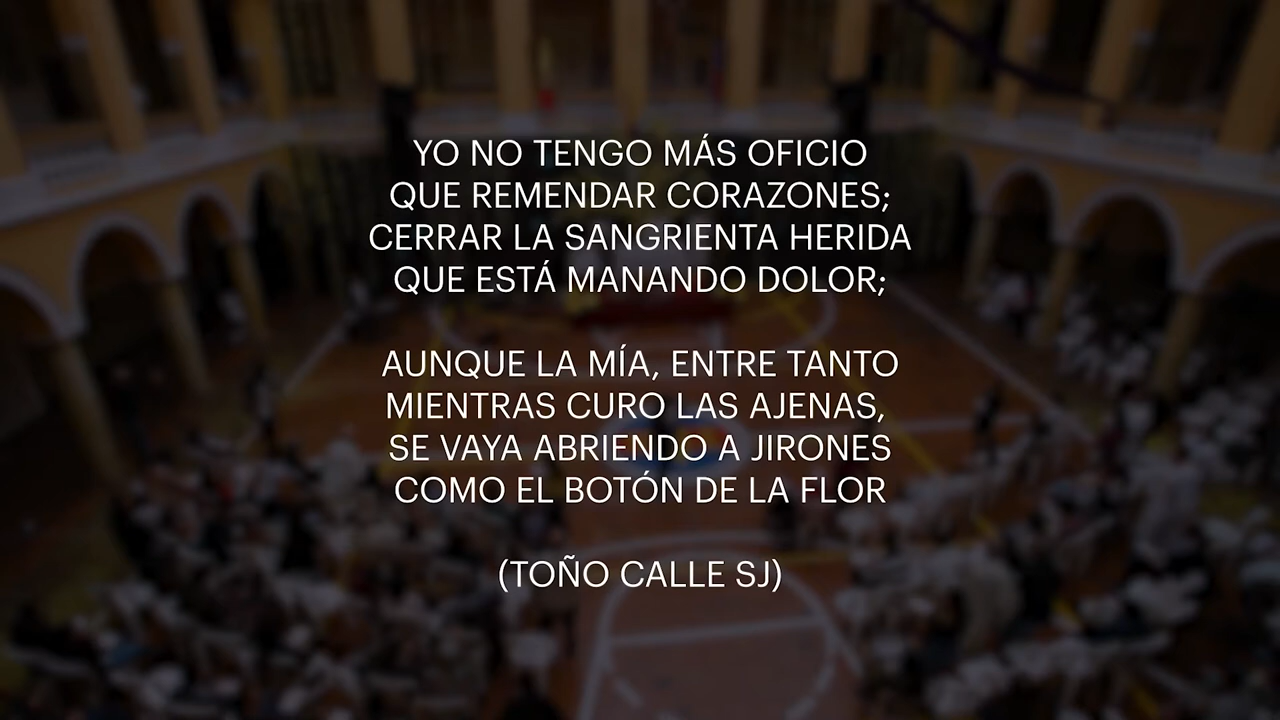 YO NO TENGO MÁS OFICIO
QUE REMENDAR CORAZONES;
CERRAR LA SANGRIENTA HERIDA
QUE ESTÁ MANANDO DOLOR;
AUNQUE LA MÍA, ENTRE TANTO
MIENTRAS CURO LAS AJENAS,
SE VAYA ABRIENDO A JIRONES
COMO EL BOTÓN DE LA FLOR
(TOÑO CALLE SJ)